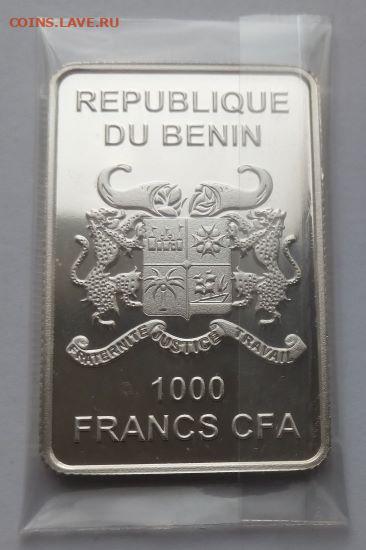 COINS.LAVE.RU
REPUBLIQUE
DU BENIN
FRATERNITE JUSTICE TRAVAIL
1000
FRANCS CFA